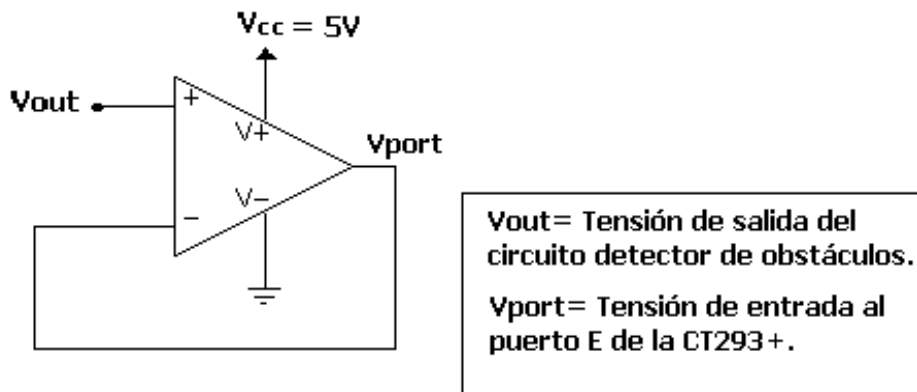 Vcc = 5V
Vout
+
V+
Vport
V-
-
Vout= Tensión de salida del
circuito detector de obstáculos.
Vport= Tensión de entrada al
puerto E de la CT293+.